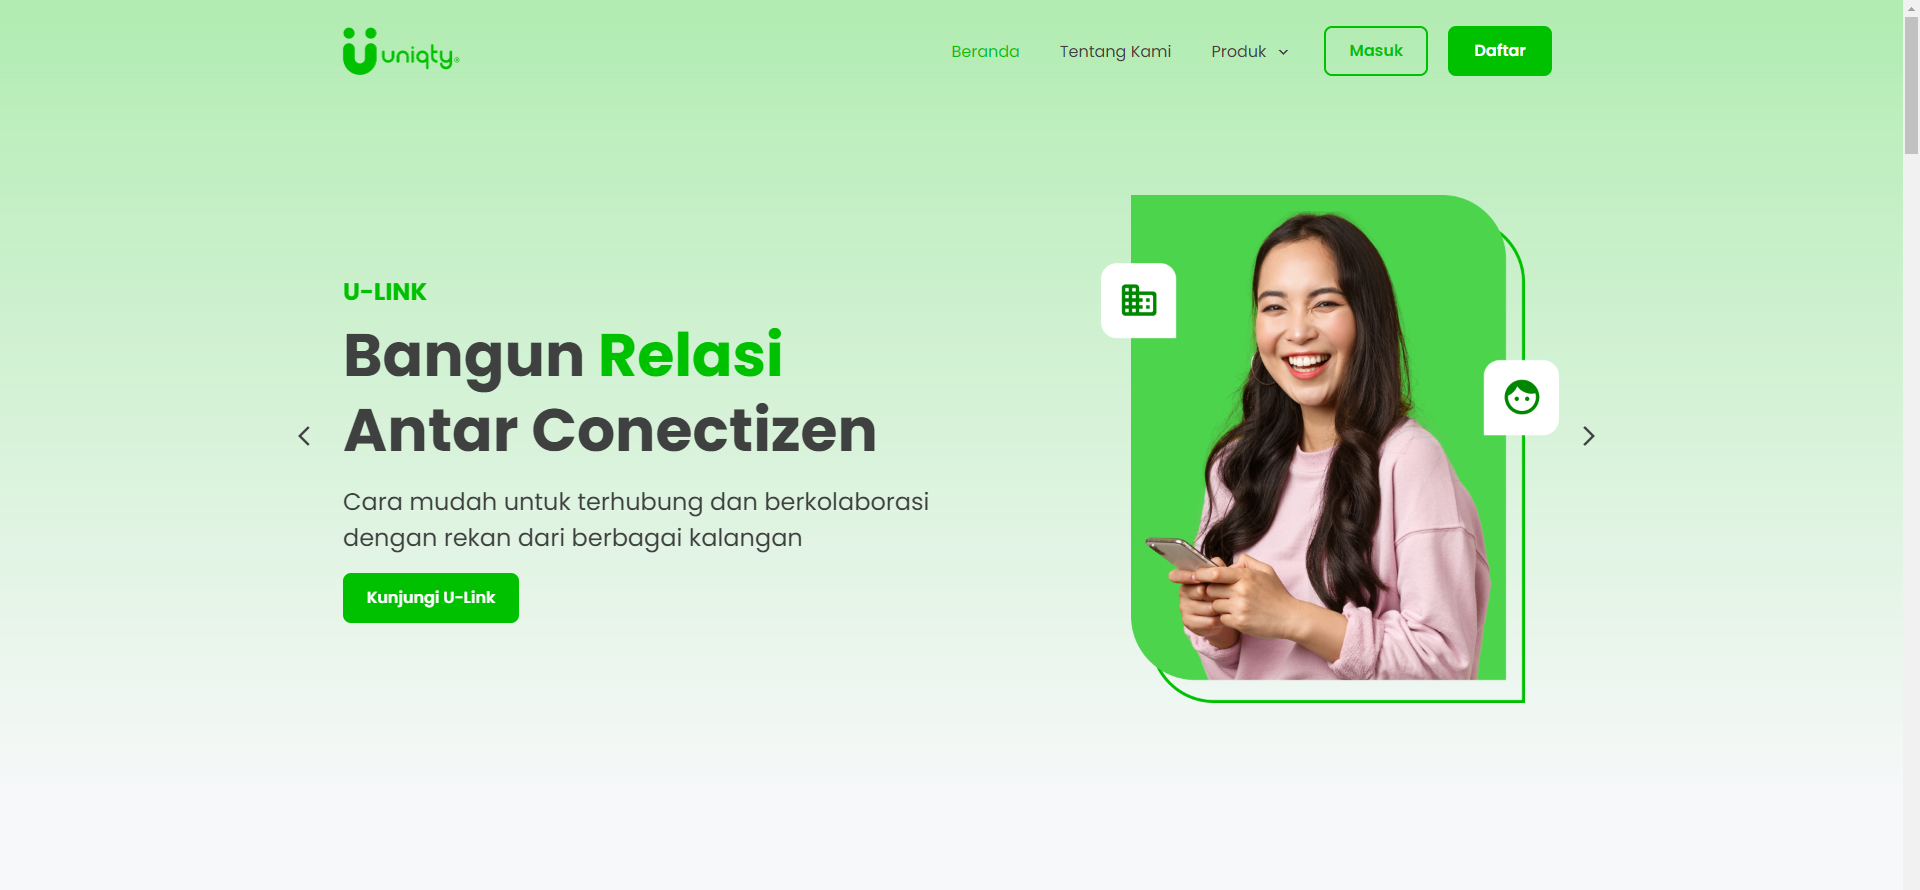 uniqty®
Beranda
Tentang Kami
Produk
Masuk
Daftar
U-LINK
Bangun Relasi
Antar Conectizen
Cara mudah untuk terhubung dan berkolaborasi
dengan rekan dari berbagai kalangan
Kunjungi U-Link